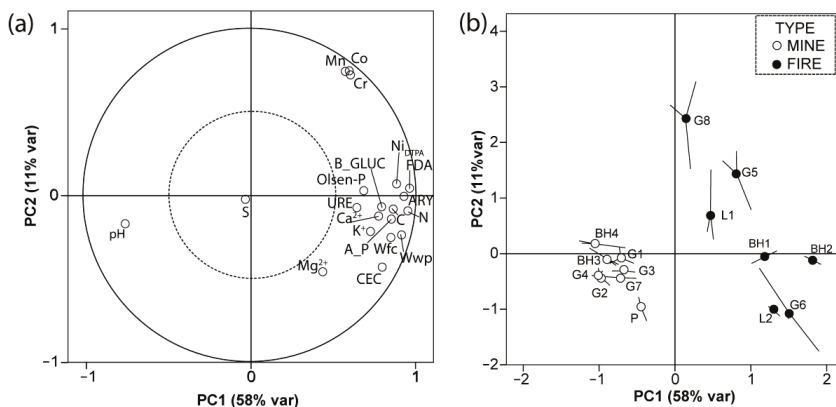 (a)
1
0
−1
PC2 (11% var)
Mn Co
Cr
Ni DTPA
FDA
B_GLUC
Olsen-P
ARY
URE
C N
Ca2+
K+
A_P Wfc Wwp
CEC
Mg2+
S
pH
−1 0 1
PC1 (58% var)
(b)
TYPE
MINE
FIRE
4
3
2
1
0
−1
−2
PC2 (11%var)
G8
G5
L1
BH4
BH1
BH2
BH3 G1
G4 G3
G2 G7
P
L2 G6
−2 −1 0 1 2
PC1 (58% var)